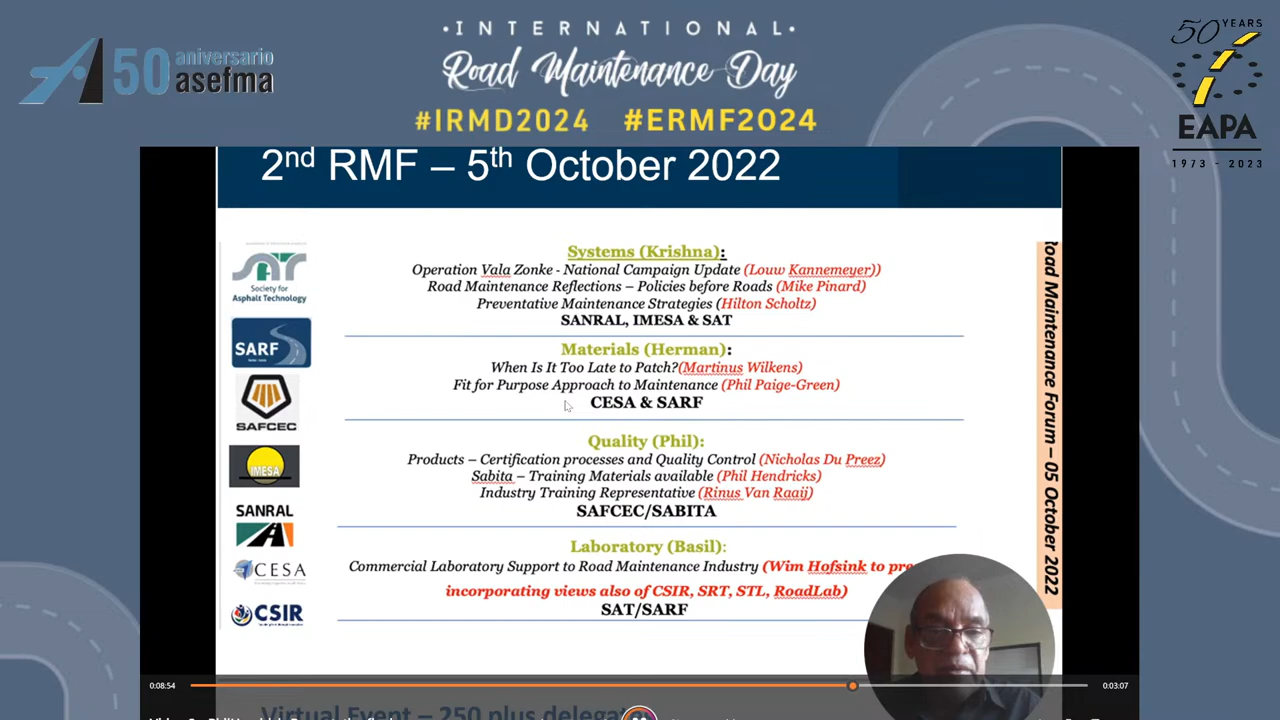 ·INTERNATIONAL·
Road Maintenance Day
#IRMD2024 #ERMF2024
50 aniversario
asefma
50 YEARS
EAPA
1973 - 2023
2nd RMF – 5th October 2022
SAT
Society for
Asphalt Technology
SARF
SAFCEC
IMESA
SANRAL
CESA
CSIR
Systems (Krishna):
Operation Vala Zonke - National Campaign Update (Louw Kannemeyer))
Road Maintenance Reflections – Policies before Roads (Mike Pinard)
Preventative Maintenance Strategies (Hilton Scholtz)
SANRAL, IMESA & SAT
Materials (Herman):
When Is It Too Late to Patch?(Martinus Wilkens)
Fit for Purpose Approach to Maintenance (Phil Paige-Green)
CESA & SARF
Quality (Phil):
Products – Certification processes and Quality Control (Nicholas Du Preez)
Sabita – Training Materials available (Phil Hendricks)
Industry Training Representative (Rinus Van Raaij)
SAFCEC/SABITA
Laboratory (Basil):
Commercial Laboratory Support to Road Maintenance Industry (Wim Hofsink to
incorporating views also of CSIR, SRT, STL, RoadLab)
SAT/SARF
Road Maintenance Forum – 05 October 2022
0:08:54
0:03:07
Virtual Event – 250 plus